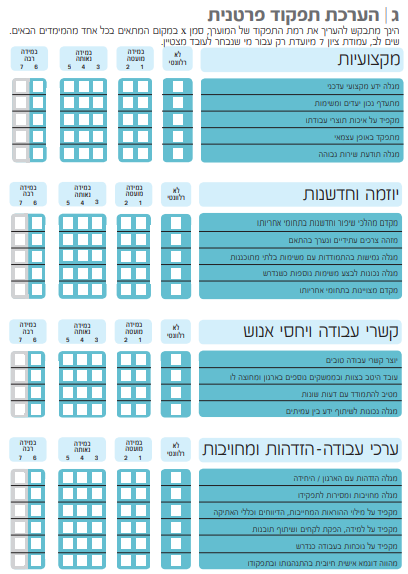 ג | הערכת תפקוד פרטנית
הינך מתבקש להעריך את רמת התפקוד של המוערך, סמן x במקום המתאים בכל אחד מהמימדים הבאים.
שים לב, עמודת ציון 7 מיועדת רק עבור מי שנבחר לעובד מצטיין.
מקצועיות
לא רלוונטי
במידה מועטה
1 2
במידה נאותה
3 4 5
במידה רבה
6 7
מגלה ידע מקצועי עדכני
מתעדף נכון יעדים ומשימות
מקפיד על איכות תוצרי עבודתו
מתפקד באופן עצמאי
מגלה תודעת שירות גבוהה
יוזמה וחדשנות
לא רלוונטי
במידה מועטה
1 2
במידה נאותה
3 4 5
במידה רבה
6 7
מקדם מהלכי שיפור וחדשנות בתחומי אחריותו
מזהה צרכים עתידיים ונערך בהתאם
מגלה גמישות בהתמודדות עם משימות בלתי מתוכננות
מגלה נכונות לבצע משימות נוספות כשנדרש
מקדם מצויינות בתחומי אחריותו
קשרי עבודה ויחסי אנוש
לא רלוונטי
במידה מועטה
1 2
במידה נאותה
3 4 5
במידה רבה
6 7
יוצר קשרי עבודה טובים
עובד היטב בצוות ובממשקים נוספים בארגון ומחוצה לו
מטיב להתמודד עם דעות שונות
מגלה נכונות לשיתוף ידע בין עמיתים
ערכי עבודה-הזדהות ומחויבות
לא רלוונטי
במידה מועטה
1 2
במידה נאותה
3 4 5
במידה רבה
6 7
מגלה הזדהות עם הארגון / היחידה
מגלה מחויבות ומסירות לתפקידו
מקפיד על מילוי ההוראות המחייבות, הדיווחים וכללי האתיקה
מקפיד על למידה, הפקת לקחים ושיתוף תובנות
מקפיד על נוכחות בעבודה כנדרש
מהווה דוגמא אישית חיובית בהתנהגותו ובתפקודו